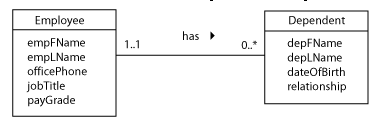 Employee
empFName
empLName
officePhone
jobTitle
payGrade
1..1
has
0..*
Dependent
depFName
depLName
dateOfBirth
relationship